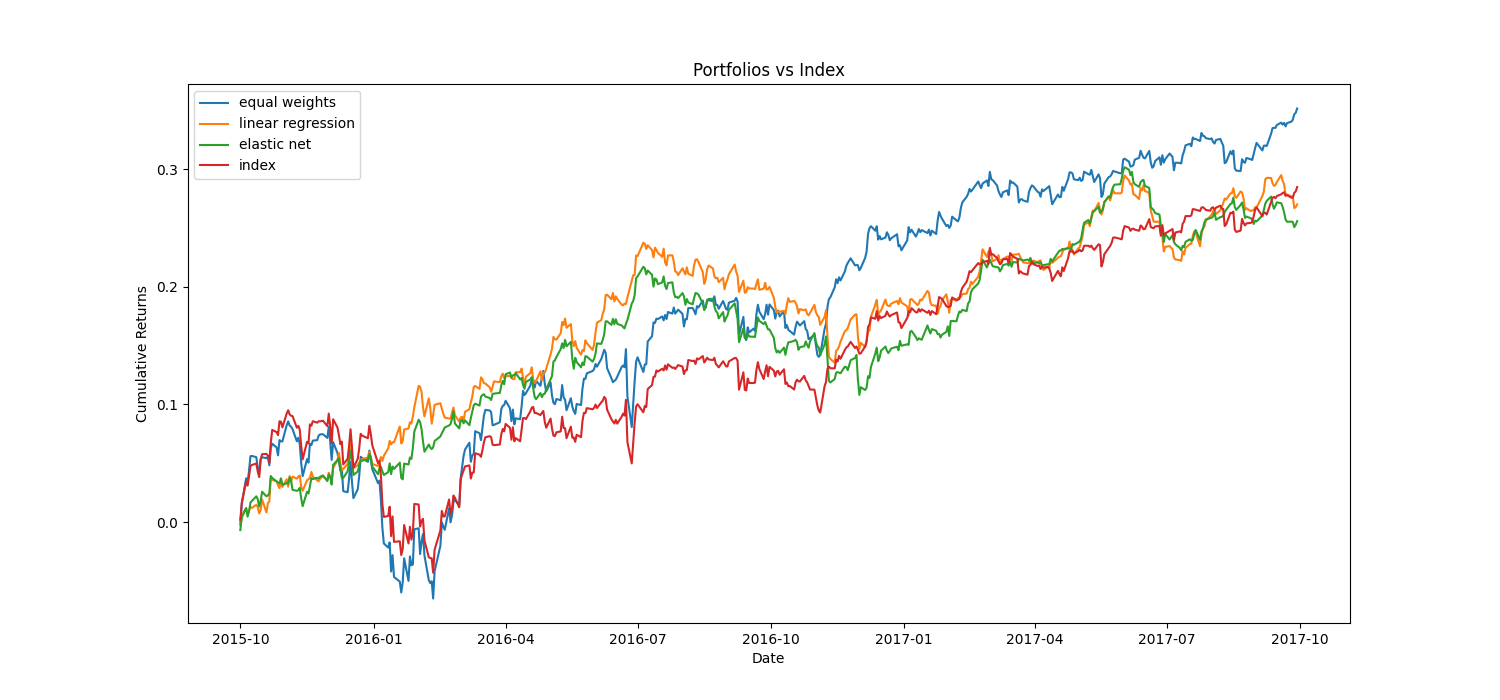 Portfolios vs Index
equal weights
linear regression
elastic net
index
Cumulative Returns
0.3
0.2
0.1
0.0
2015-10 2016-01 2016-04 2016-07 2016-10 2017-01 2017-04 2017-07 2017-10
Date